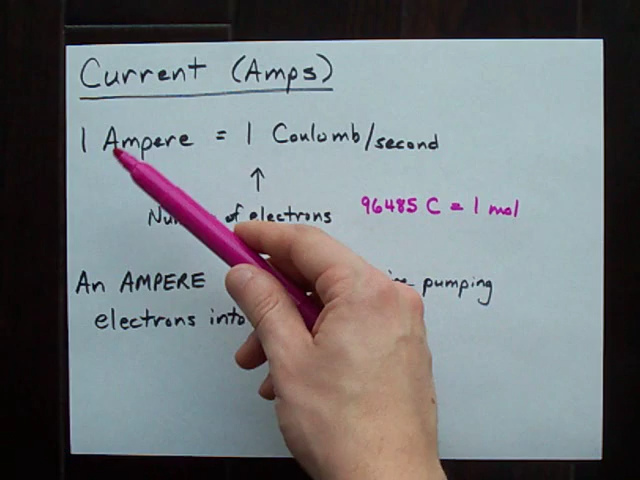 Current (Amps)
1 Ampere = 1 Coulomb/second
↑
of electrons
96485 C = 1 mol
An AMPERE pumping
electrons into